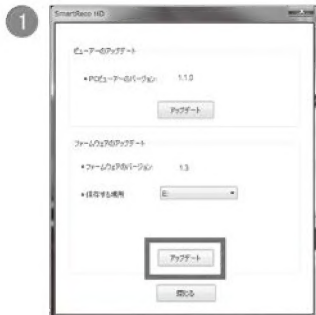 1
SmartReco HD
ビューアーのアップデート
• PCビューアーのバージョン: 1.1.0
アップデート
ファームウェアのアップデート
• ファームウェアのバージョン: 1.3
• 保存する場所 E:
アップデート
閉じる